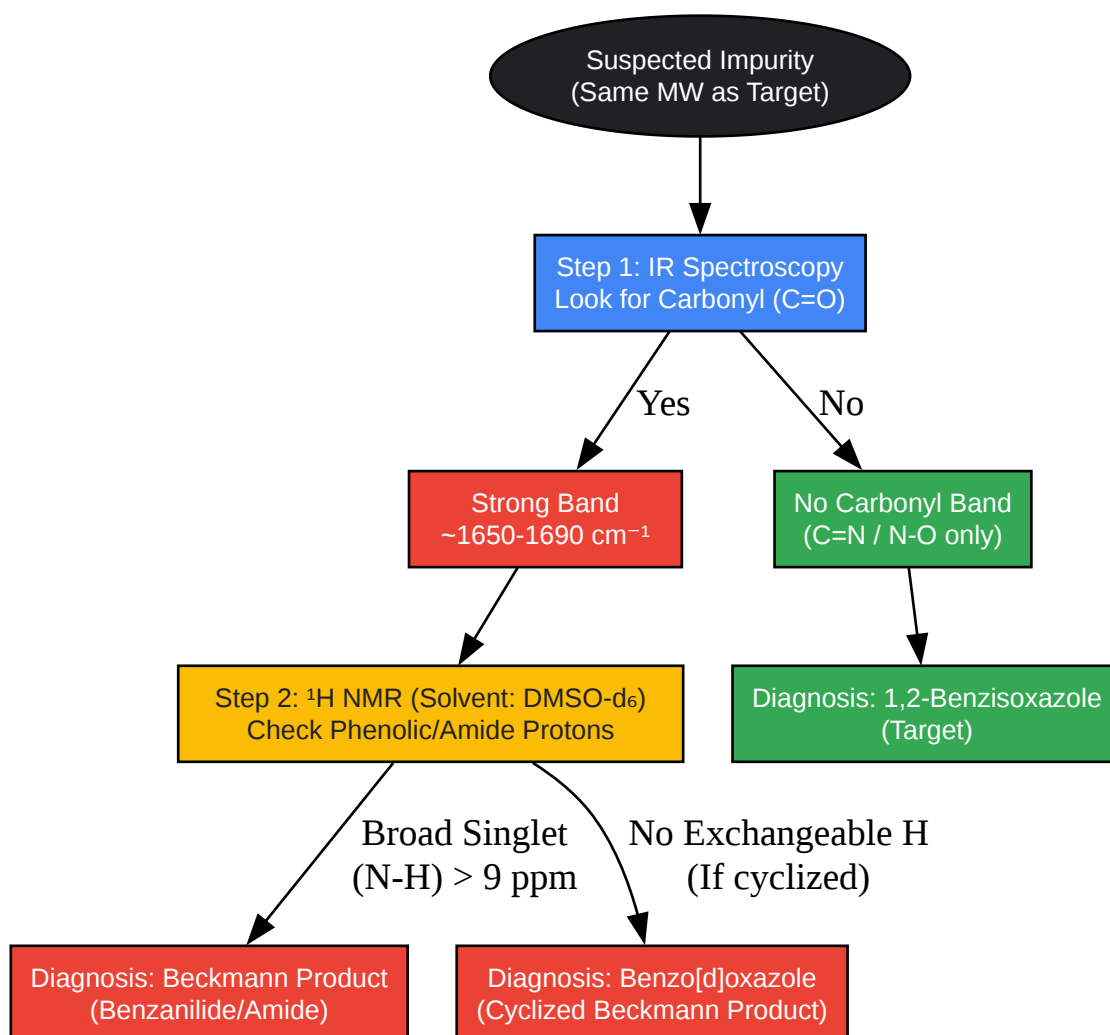 Suspected Impurity
(Same MW as Target)
Step 1: IR Spectroscopy
Look for Carbonyl (C=O)
Yes
No
Strong Band
~1650-1690 cm⁻¹
No Carbonyl Band
(C=N / N-O only)
Step 2: ¹H NMR (Solvent: DMSO-d₆)
Check Phenolic/Amide Protons
Diagnosis: 1,2-Benzisoxazole
(Target)
Broad Singlet
(N-H) > 9 ppm
No Exchangeable H
(If cyclized)
Diagnosis: Beckmann Product
(Benzanilide/Amide)
Diagnosis: Benzo[d]oxazole
(Cyclized Beckmann Product)